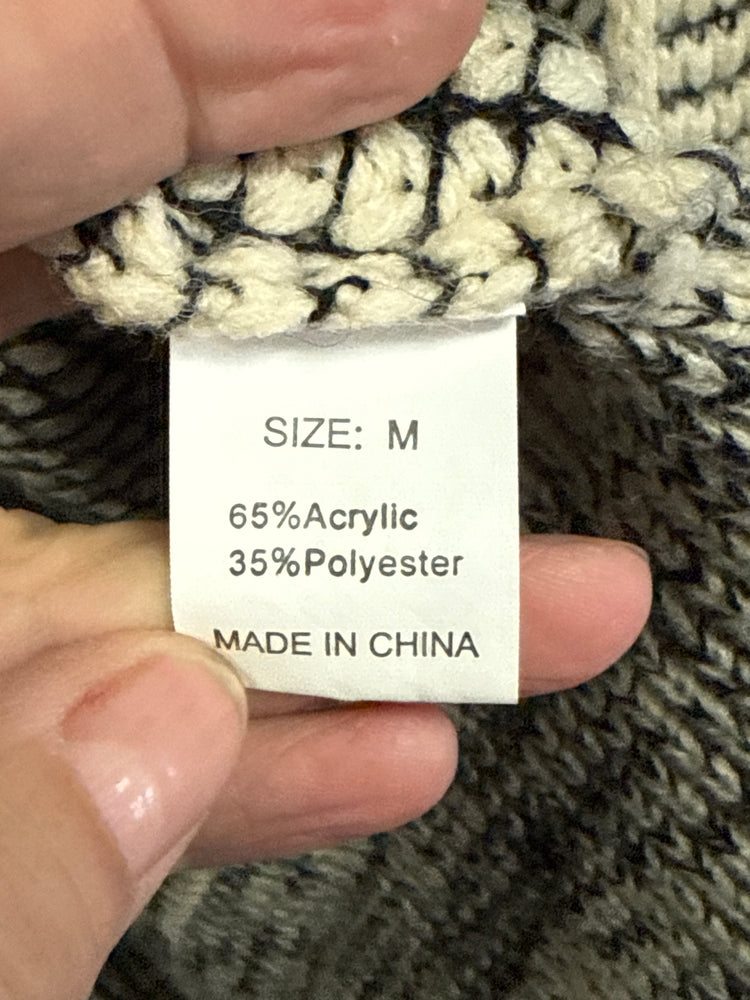 SIZE: M
65%Acrylic
35%Polyester
MADE IN CHINA